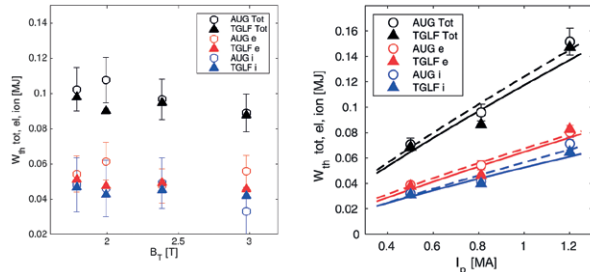 W_th tot, el, ion [MJ]
0.14
0.12
0.1
0.08
0.06
0.04
0.02
2
2.5
3
B_T [T]
AUG Tot
TGLF Tot
AUG e
TGLF e
AUG i
TGLF i
W_th tot, el, ion [MJ]
0.18
0.16
0.14
0.12
0.1
0.08
0.06
0.04
0.02
0
0.4
0.6
0.8
1
1.2
I_p [MA]
AUG Tot
TGLF Tot
AUG e
TGLF e
AUG i
TGLF i